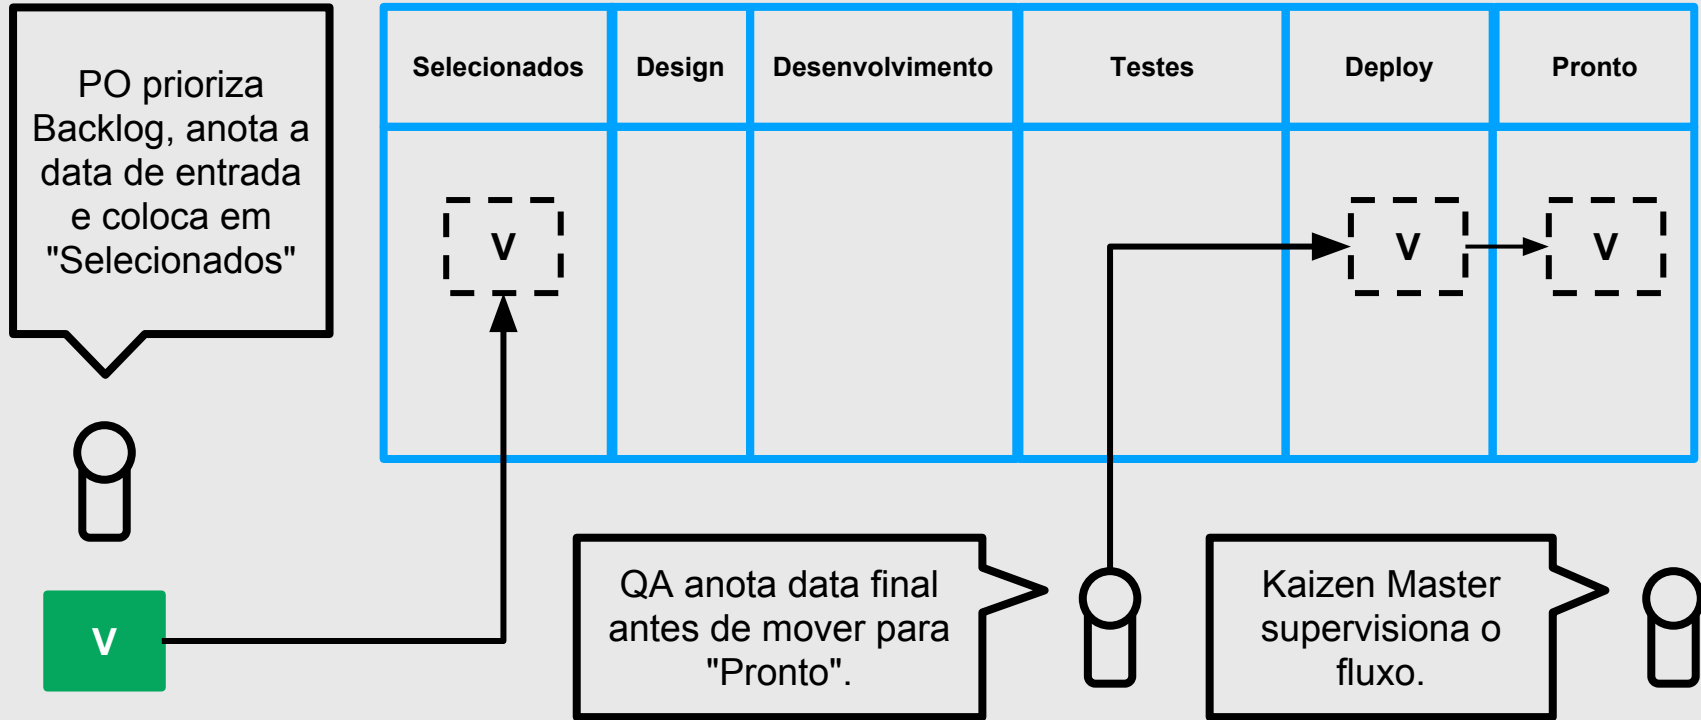 PO prioriza
Backlog, anota a
data de entrada
e coloca em
"Selecionados"
Selecionados
Design
Desenvolvimento
Testes
Deploy
Pronto
V
V
V
V
QA anota data final
antes de mover para
"Pronto".
Kaizen Master
supervisiona o
fluxo.